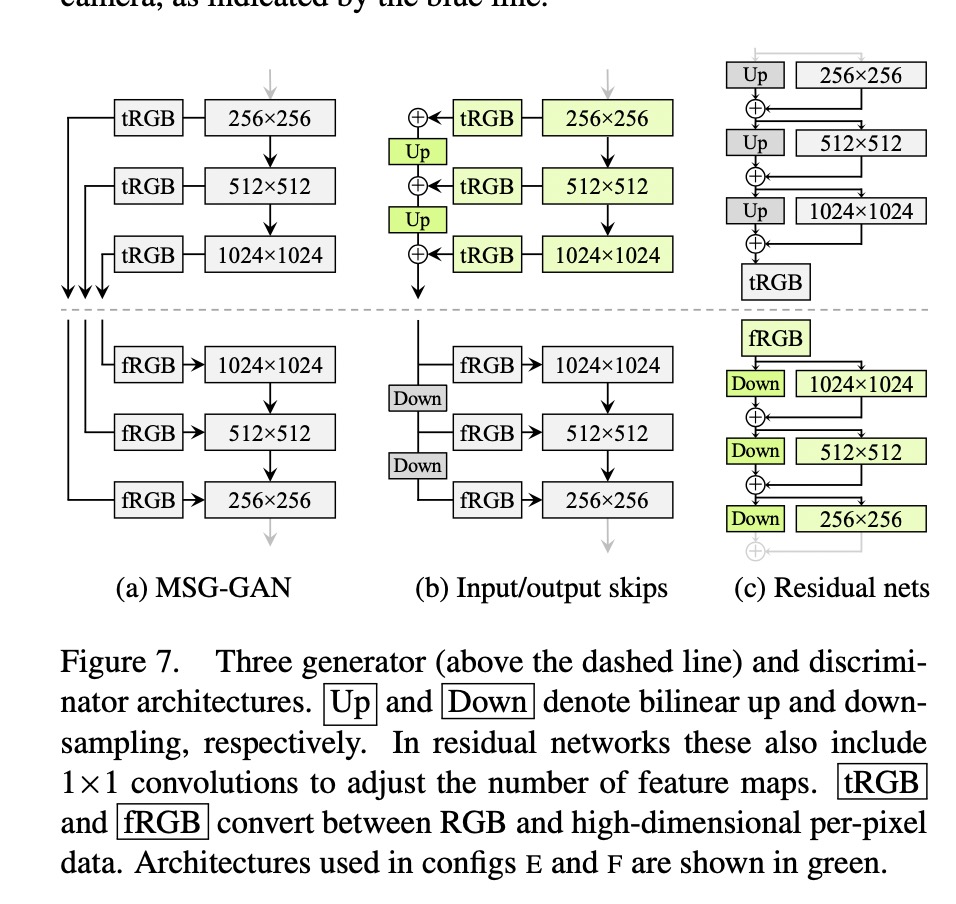 camera, as indicated by the blue line.
tRGB 256×256
tRGB 512×512
tRGB 1024×1024
fRGB 1024×1024
fRGB 512×512
fRGB 256×256
(a) MSG-GAN
tRGB 256×256
Up
tRGB 512×512
Up
tRGB 1024×1024
fRGB 1024×1024
Down
fRGB 512×512
Down
fRGB 256×256
(b) Input/output skips
Up 256×256
Up 512×512
Up 1024×1024
tRGB
fRGB
Down 1024×1024
Down 512×512
Down 256×256
(c) Residual nets
Figure 7. Three generator (above the dashed line) and discrimi-
nator architectures. Up and Down denote bilinear up and down-
sampling, respectively. In residual networks these also include
1×1 convolutions to adjust the number of feature maps. tRGB
and fRGB convert between RGB and high-dimensional per-pixel
data. Architectures used in configs E and F are shown in green.